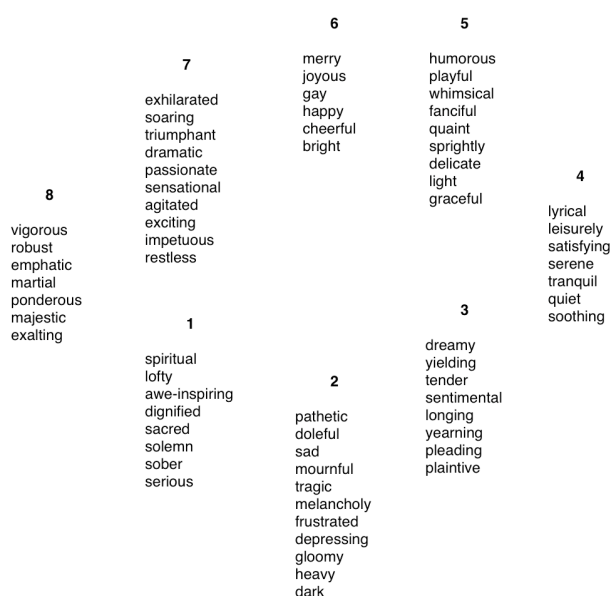 6
merry
joyous
gay
happy
cheerful
bright
5
humorous
playful
whimsical
fanciful
quaint
sprightly
delicate
light
graceful
7
exhilarated
soaring
triumphant
dramatic
passionate
sensational
agitated
exciting
impetuous
restless
4
lyrical
leisurely
satisfying
serene
tranquil
quiet
soothing
8
vigorous
robust
emphatic
martial
ponderous
majestic
exalting
3
dreamy
yielding
tender
sentimental
longing
yearning
pleading
plaintive
1
spiritual
lofty
awe-inspiring
dignified
sacred
solemn
sober
serious
2
pathetic
doleful
sad
mournful
tragic
melancholy
frustrated
depressing
gloomy
heavy
dark